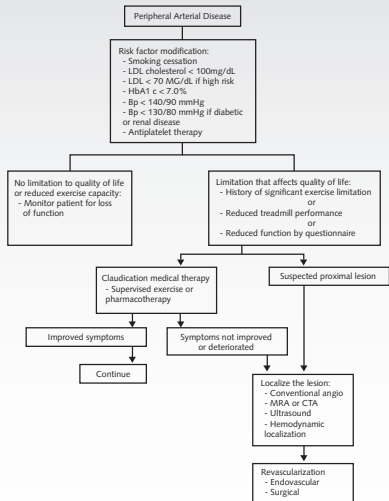 Peripheral Arterial Disease
Risk factor modification:
- Smoking cessation
- LDL cholesterol < 100mg/dL
- LDL < 70 MG/dL if high risk
- HbA1 c < 7.0%
- Bp < 140/90 mmHg
- Bp < 130/80 mmHg if diabetic
or renal disease
- Antiplatelet therapy
No limitation to quality of life
or reduced exercise capacity:
- Monitor patient for loss
of function
Limitation that affects quality of life:
- History of significant exercise limitation
or
- Reduced treadmill performance
or
- Reduced function by questionnaire
Claudication medical therapy
- Supervised exercise or
pharmacotherapy
Suspected proximal lesion
Improved symptoms
Symptoms not improved
or deteriorated
Continue
Localize the lesion:
- Conventional angio
- MRA or CTA
- Ultrasound
- Hemodynamic
localization
Revascularization
- Endovascular
- Surgical